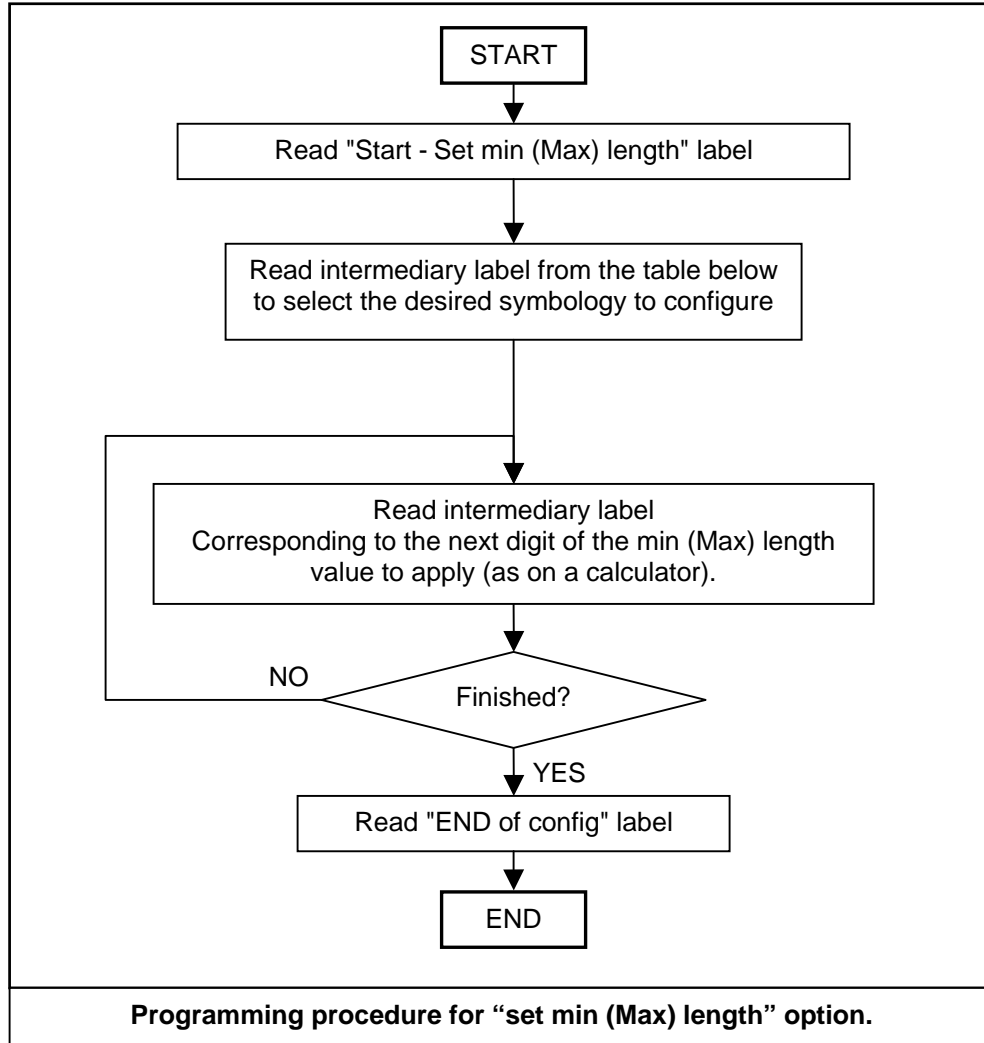 START
Read "Start - Set min (Max) length" label
Read intermediary label from the table below
to select the desired symbology to configure
Read intermediary label
Corresponding to the next digit of the min (Max) length
value to apply (as on a calculator).
NO
Finished?
YES
Read "END of config" label
END
Programming procedure for “set min (Max) length” option.